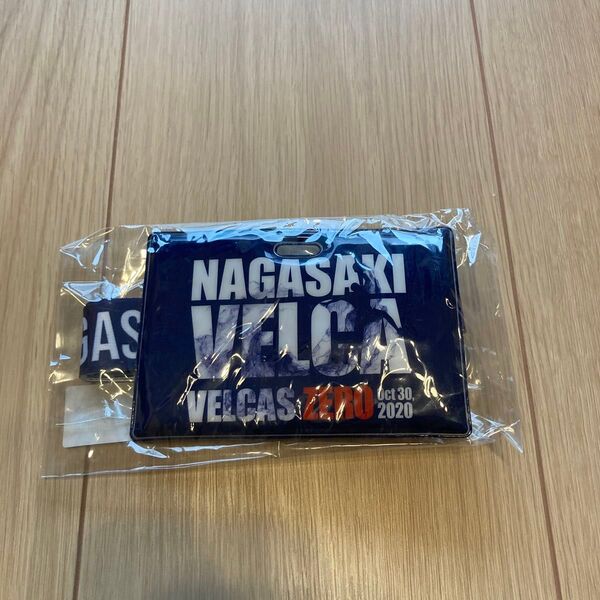 NAGASAKI
VELCA
VELCAS ZERO Oct 30,
2020
GAS